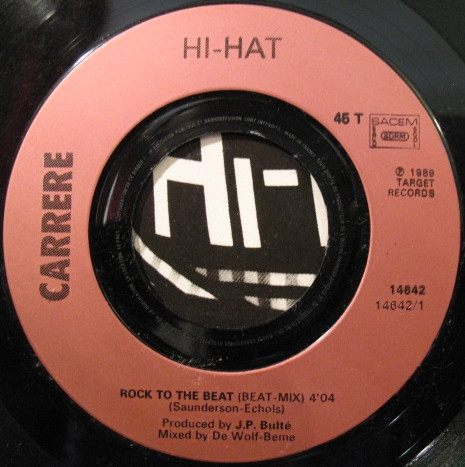 HI-HAT
45 T
SACEM
SDRM
℗ 1989
TARGET
RECORDS
CARRERE
HI-
14642
14642/1
ROCK TO THE BEAT (BEAT-MIX) 4'04
(Saunderson-Echols)
Produced by J.P. Bulté
Mixed by De Wolf-Beme